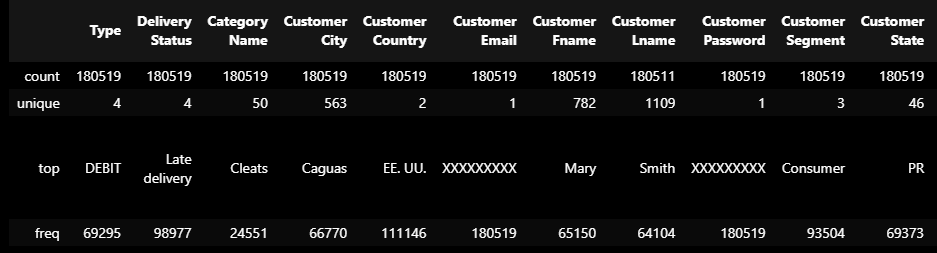 Type Delivery Status Category Name Customer City Customer Country Customer Email Customer Fname Customer Lname Customer Password Customer Segment Customer State
count 180519 180519 180519 180519 180519 180519 180519 180511 180519 180519 180519
unique 4 4 50 563 2 1 782 1109 1 3 46
top DEBIT Late delivery Cleats Caguas EE. UU. XXXXXXXXX Mary Smith XXXXXXXXX Consumer PR
freq 69295 98977 24551 66770 111146 180519 65150 64104 180519 93504 69373